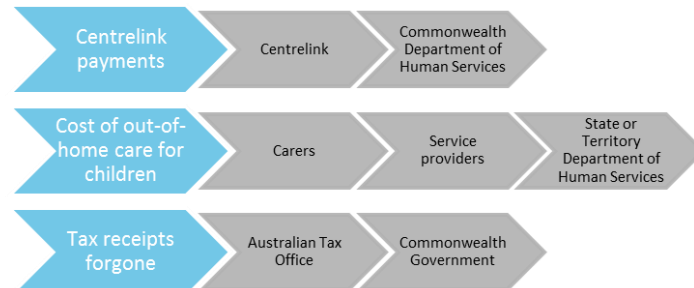 Centrelink
payments
Centrelink
Commonwealth
Department of
Human Services
Cost of out-of-
home care for
children
Carers
Service
providers
State or
Territory
Department of
Human Services
Tax receipts
forgone
Australian Tax
Office
Commonwealth
Government